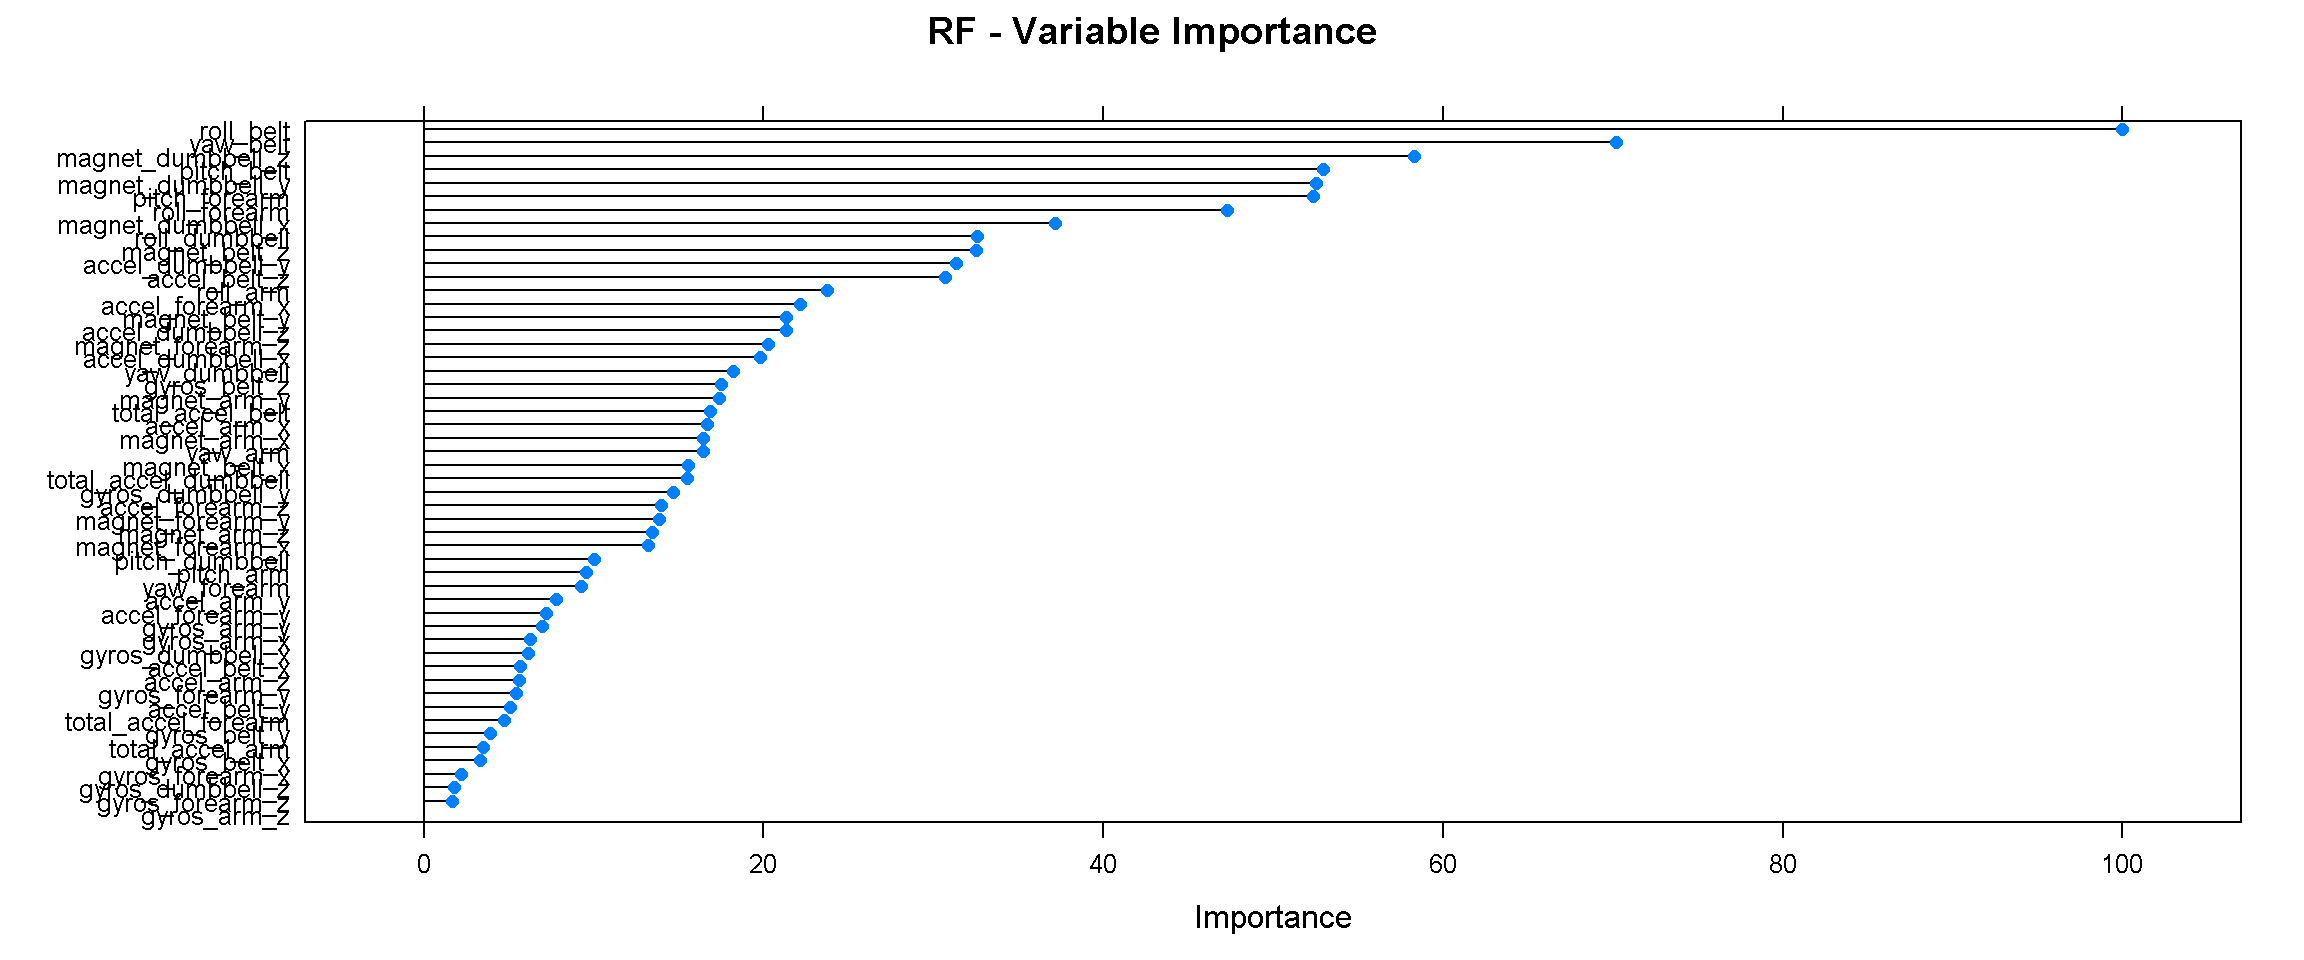 RF - Variable Importance
roll_belt
yaw_belt
magnet_dumbbell_z
pitch_belt
magnet_dumbbell_y
pitch_forearm
roll_forearm
magnet_dumbbell_x
roll_dumbbell
magnet_belt_z
accel_dumbbell_y
accel_belt_z
roll_arm
accel_forearm_x
magnet_belt_y
accel_dumbbell_z
magnet_forearm_z
accel_dumbbell_x
yaw_dumbbell
gyros_belt_z
magnet_arm_y
total_accel_belt
accel_arm_x
magnet_arm_x
yaw_arm
magnet_belt_x
total_accel_dumbbell
gyros_dumbbell_y
accel_forearm_z
magnet_forearm_y
magnet_arm_z
magnet_forearm_x
pitch_dumbbell
pitch_arm
yaw_forearm
accel_arm_y
accel_forearm_y
gyros_arm_y
gyros_arm_x
gyros_dumbbell_x
accel_belt_x
accel_arm_z
gyros_forearm_y
accel_belt_y
total_accel_forearm
gyros_belt_y
total_accel_arm
gyros_belt_x
gyros_forearm_x
gyros_dumbbell_z
gyros_forearm_z
gyros_arm_z
0 20 40 60 80 100
Importance